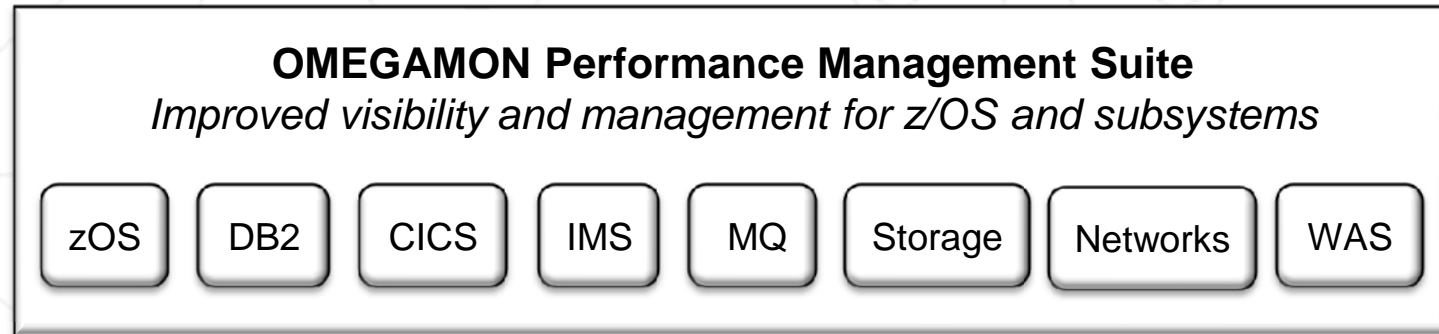 OMEGAMON Performance Management Suite
Improved visibility and management for z/OS and subsystems
zOS DB2 CICS IMS MQ Storage Networks WAS